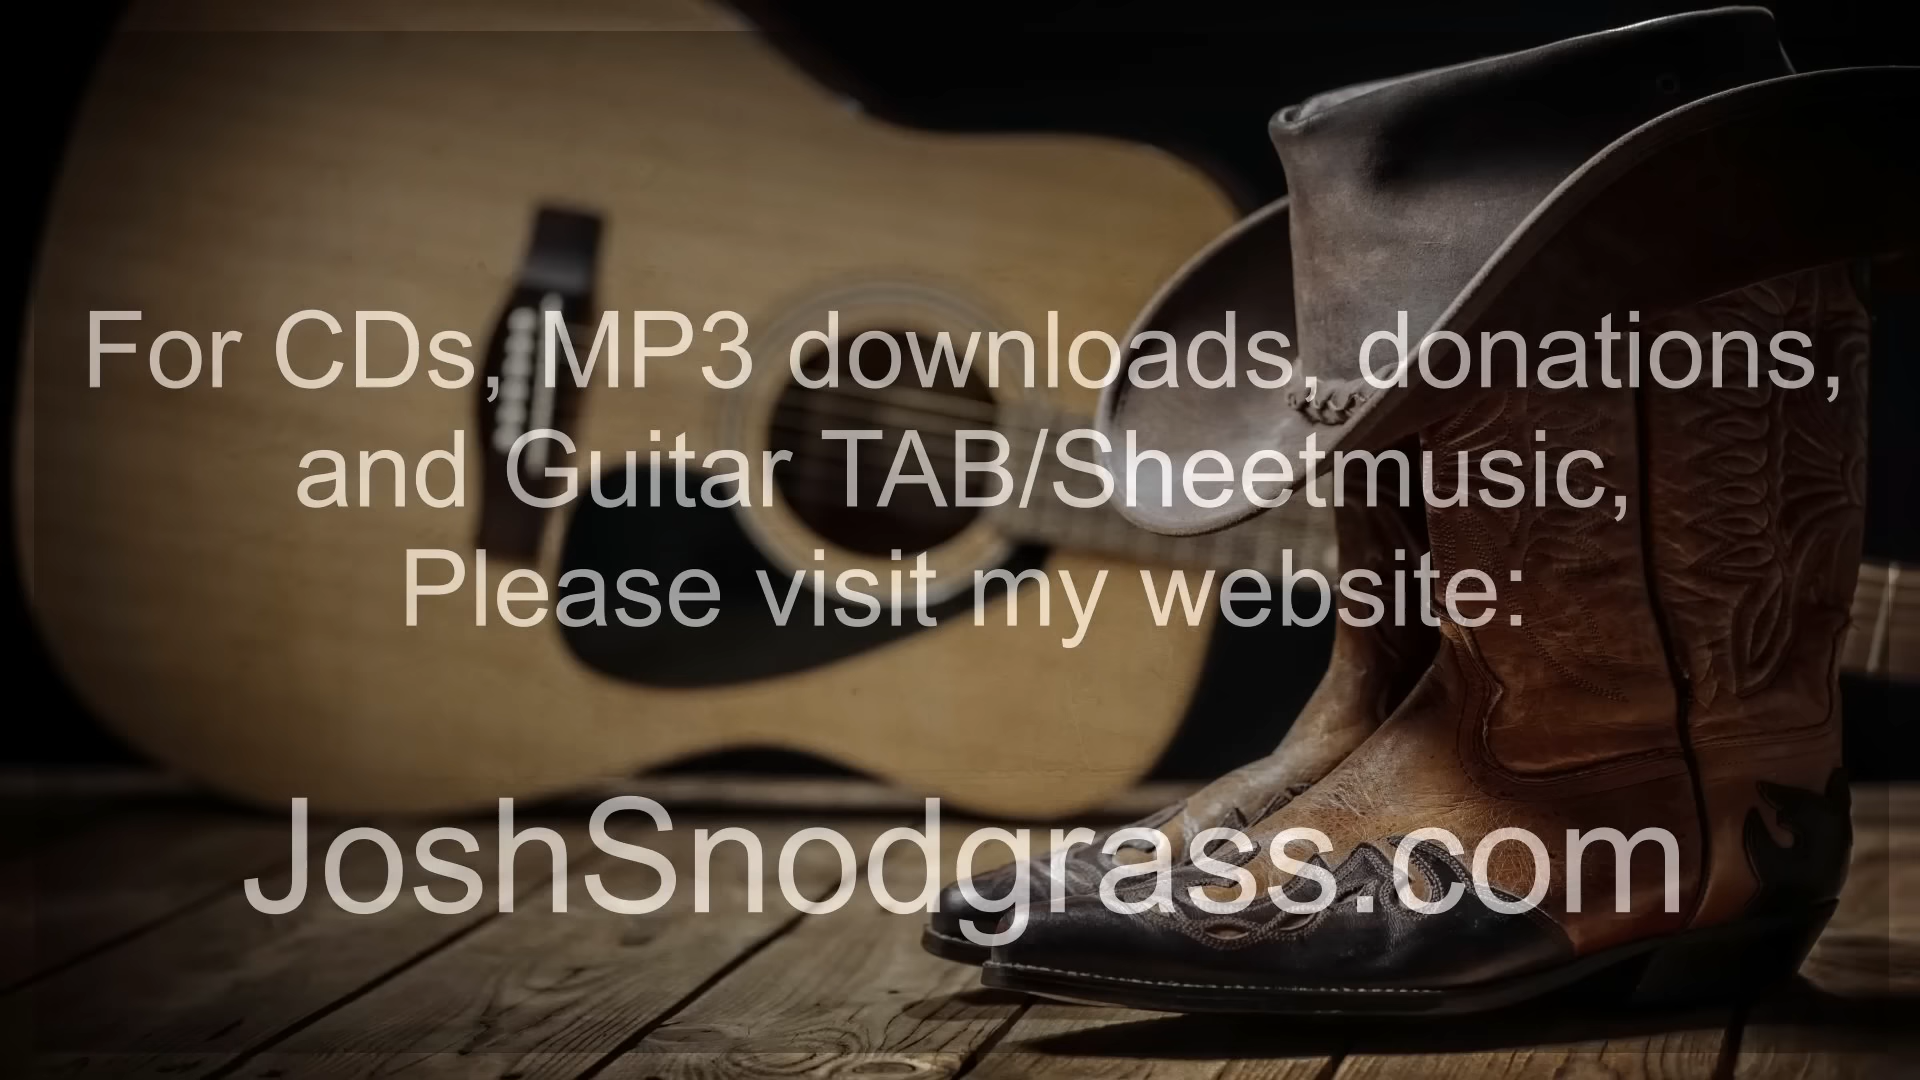 For CDs, MP3 downloads, donations,
and Guitar TAB/Sheetmusic,
Please visit my website:
JoshSnodgrass.com